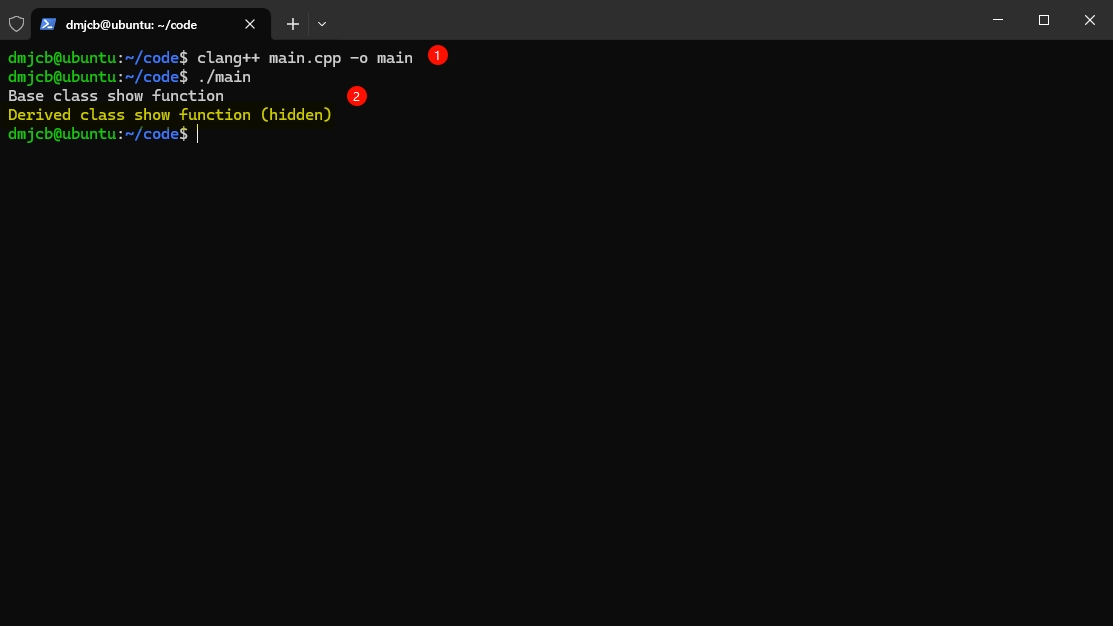 dmjcb@ubuntu: ~/code
dmjcb@ubuntu:~/code$ clang++ main.cpp -o main 1
dmjcb@ubuntu:~/code$ ./main
Base class show function 2
Derived class show function (hidden)
dmjcb@ubuntu:~/code$